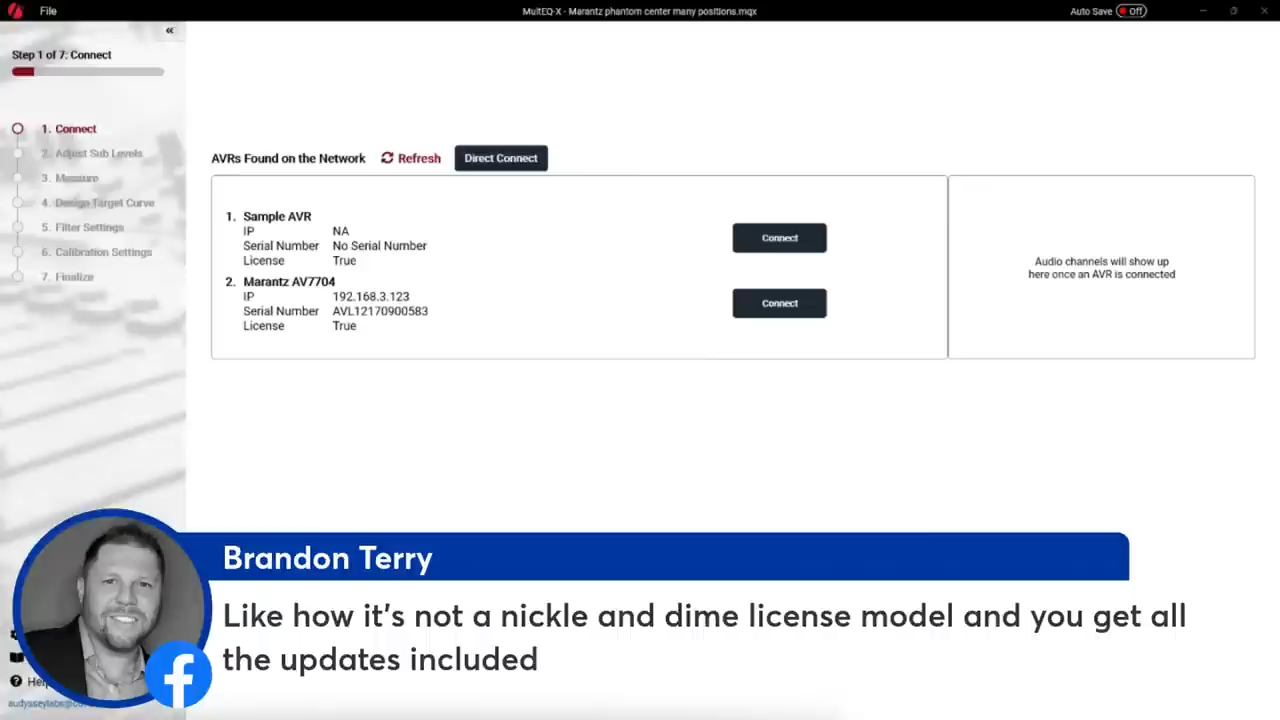 File
MultEQ-X - Marantz phantom center many positions.mqx
Auto Save Off
«
Step 1 of 7: Connect
1. Connect
2. Adjust Sub Levels
3. Measure
4. Design Target Curve
5. Filter Settings
6. Calibration Settings
7. Finalize
AVRs Found on the Network Refresh Direct Connect
1. Sample AVR
IP NA
Serial Number No Serial Number
License True
Connect
2. Marantz AV7704
IP 192.168.3.123
Serial Number AVL12170900583
License True
Connect
Audio channels will show up
here once an AVR is connected
Brandon Terry
Like how it's not a nickle and dime license model and you get all
the updates included